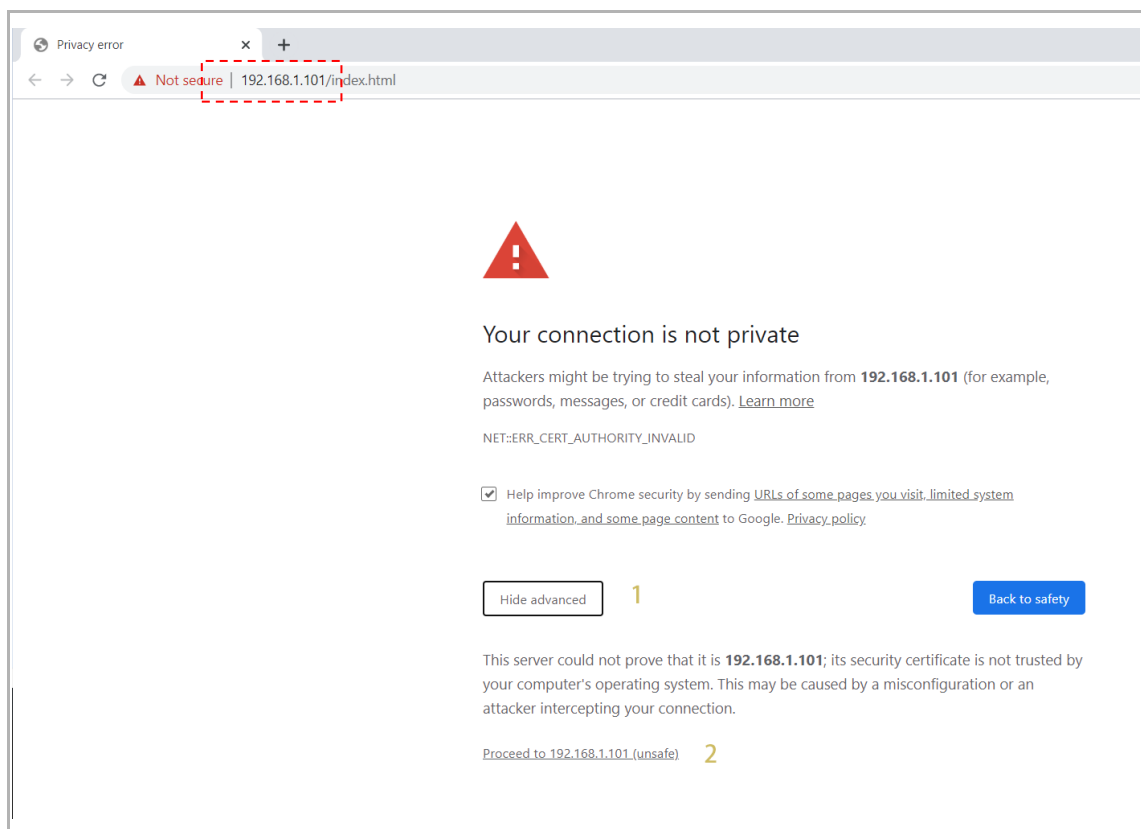 Privacy error
Not secure | 192.168.1.101/index.html
Your connection is not private
Attackers might be trying to steal your information from 192.168.1.101 (for example,
passwords, messages, or credit cards). Learn more
NET::ERR_CERT_AUTHORITY_INVALID
Help improve Chrome security by sending URLs of some pages you visit, limited system
information, and some page content to Google. Privacy policy
Hide advanced 1 Back to safety
This server could not prove that it is 192.168.1.101; its security certificate is not trusted by
your computer's operating system. This may be caused by a misconfiguration or an
attacker intercepting your connection.
Proceed to 192.168.1.101 (unsafe) 2